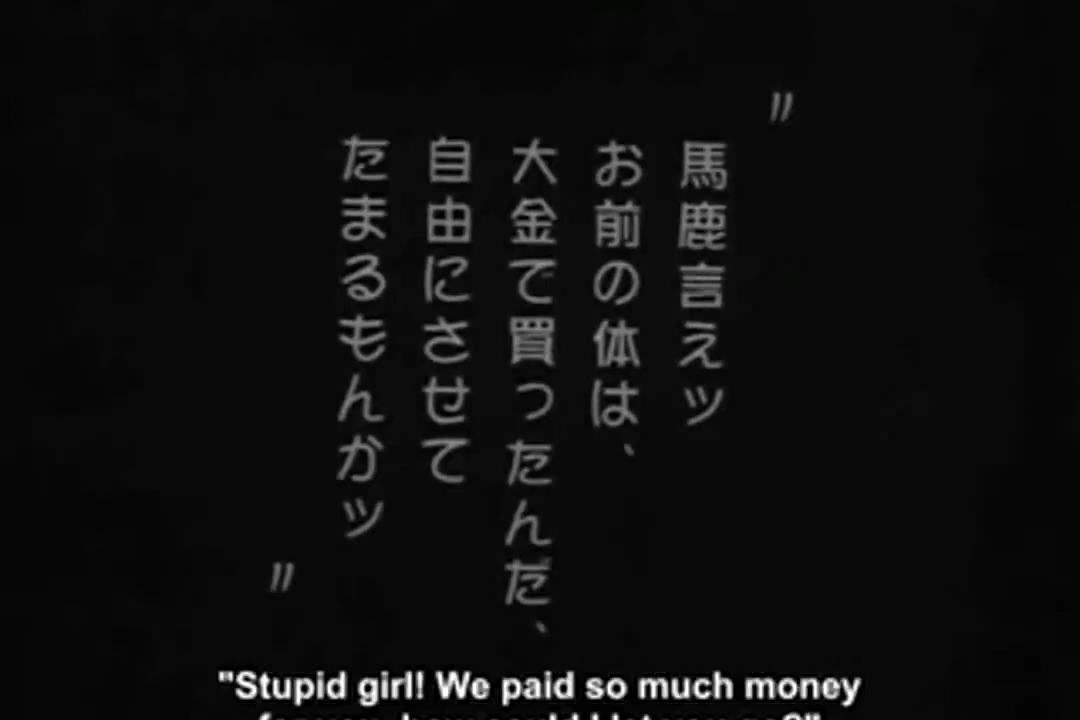 〃
馬鹿言えッ
お前の体は、
大金で買ったんだ、
自由にさせて
たまるもんかッ
〃
"Stupid girl! We paid so much money